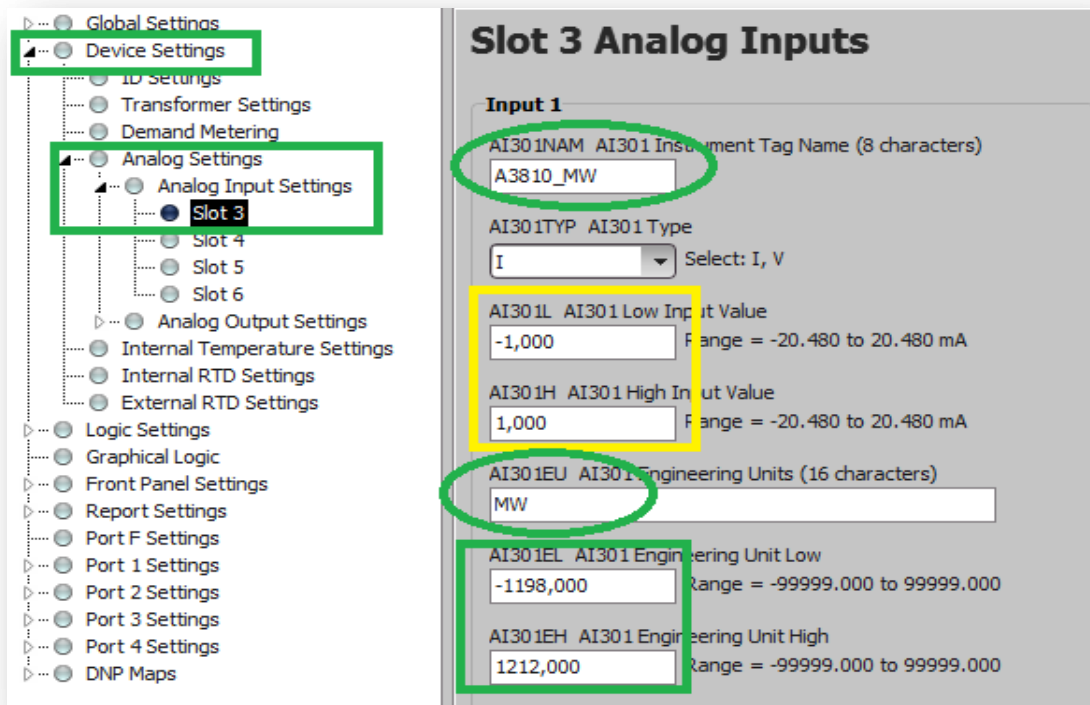 Global Settings
Device Settings
ID Settings
Transformer Settings
Demand Metering
Analog Settings
Analog Input Settings
Slot 3
Slot 4
Slot 5
Slot 6
Analog Output Settings
Internal Temperature Settings
Internal RTD Settings
External RTD Settings
Logic Settings
Graphical Logic
Front Panel Settings
Report Settings
Port F Settings
Port 1 Settings
Port 2 Settings
Port 3 Settings
Port 4 Settings
DNP Maps
Slot 3 Analog Inputs
Input 1
AI301NAM AI301 Instrument Tag Name (8 characters)
A3810_MW
AI301TYP AI301 Type
I Select: I, V
AI301L AI301 Low Input Value
-1,000 Range = -20.480 to 20.480 mA
AI301H AI301 High Input Value
1,000 Range = -20.480 to 20.480 mA
AI301EU AI301 Engineering Units (16 characters)
MW
AI301EL AI301 Engineering Unit Low
-1198,000 Range = -99999.000 to 99999.000
AI301EH AI301 Engineering Unit High
1212,000 Range = -99999.000 to 99999.000